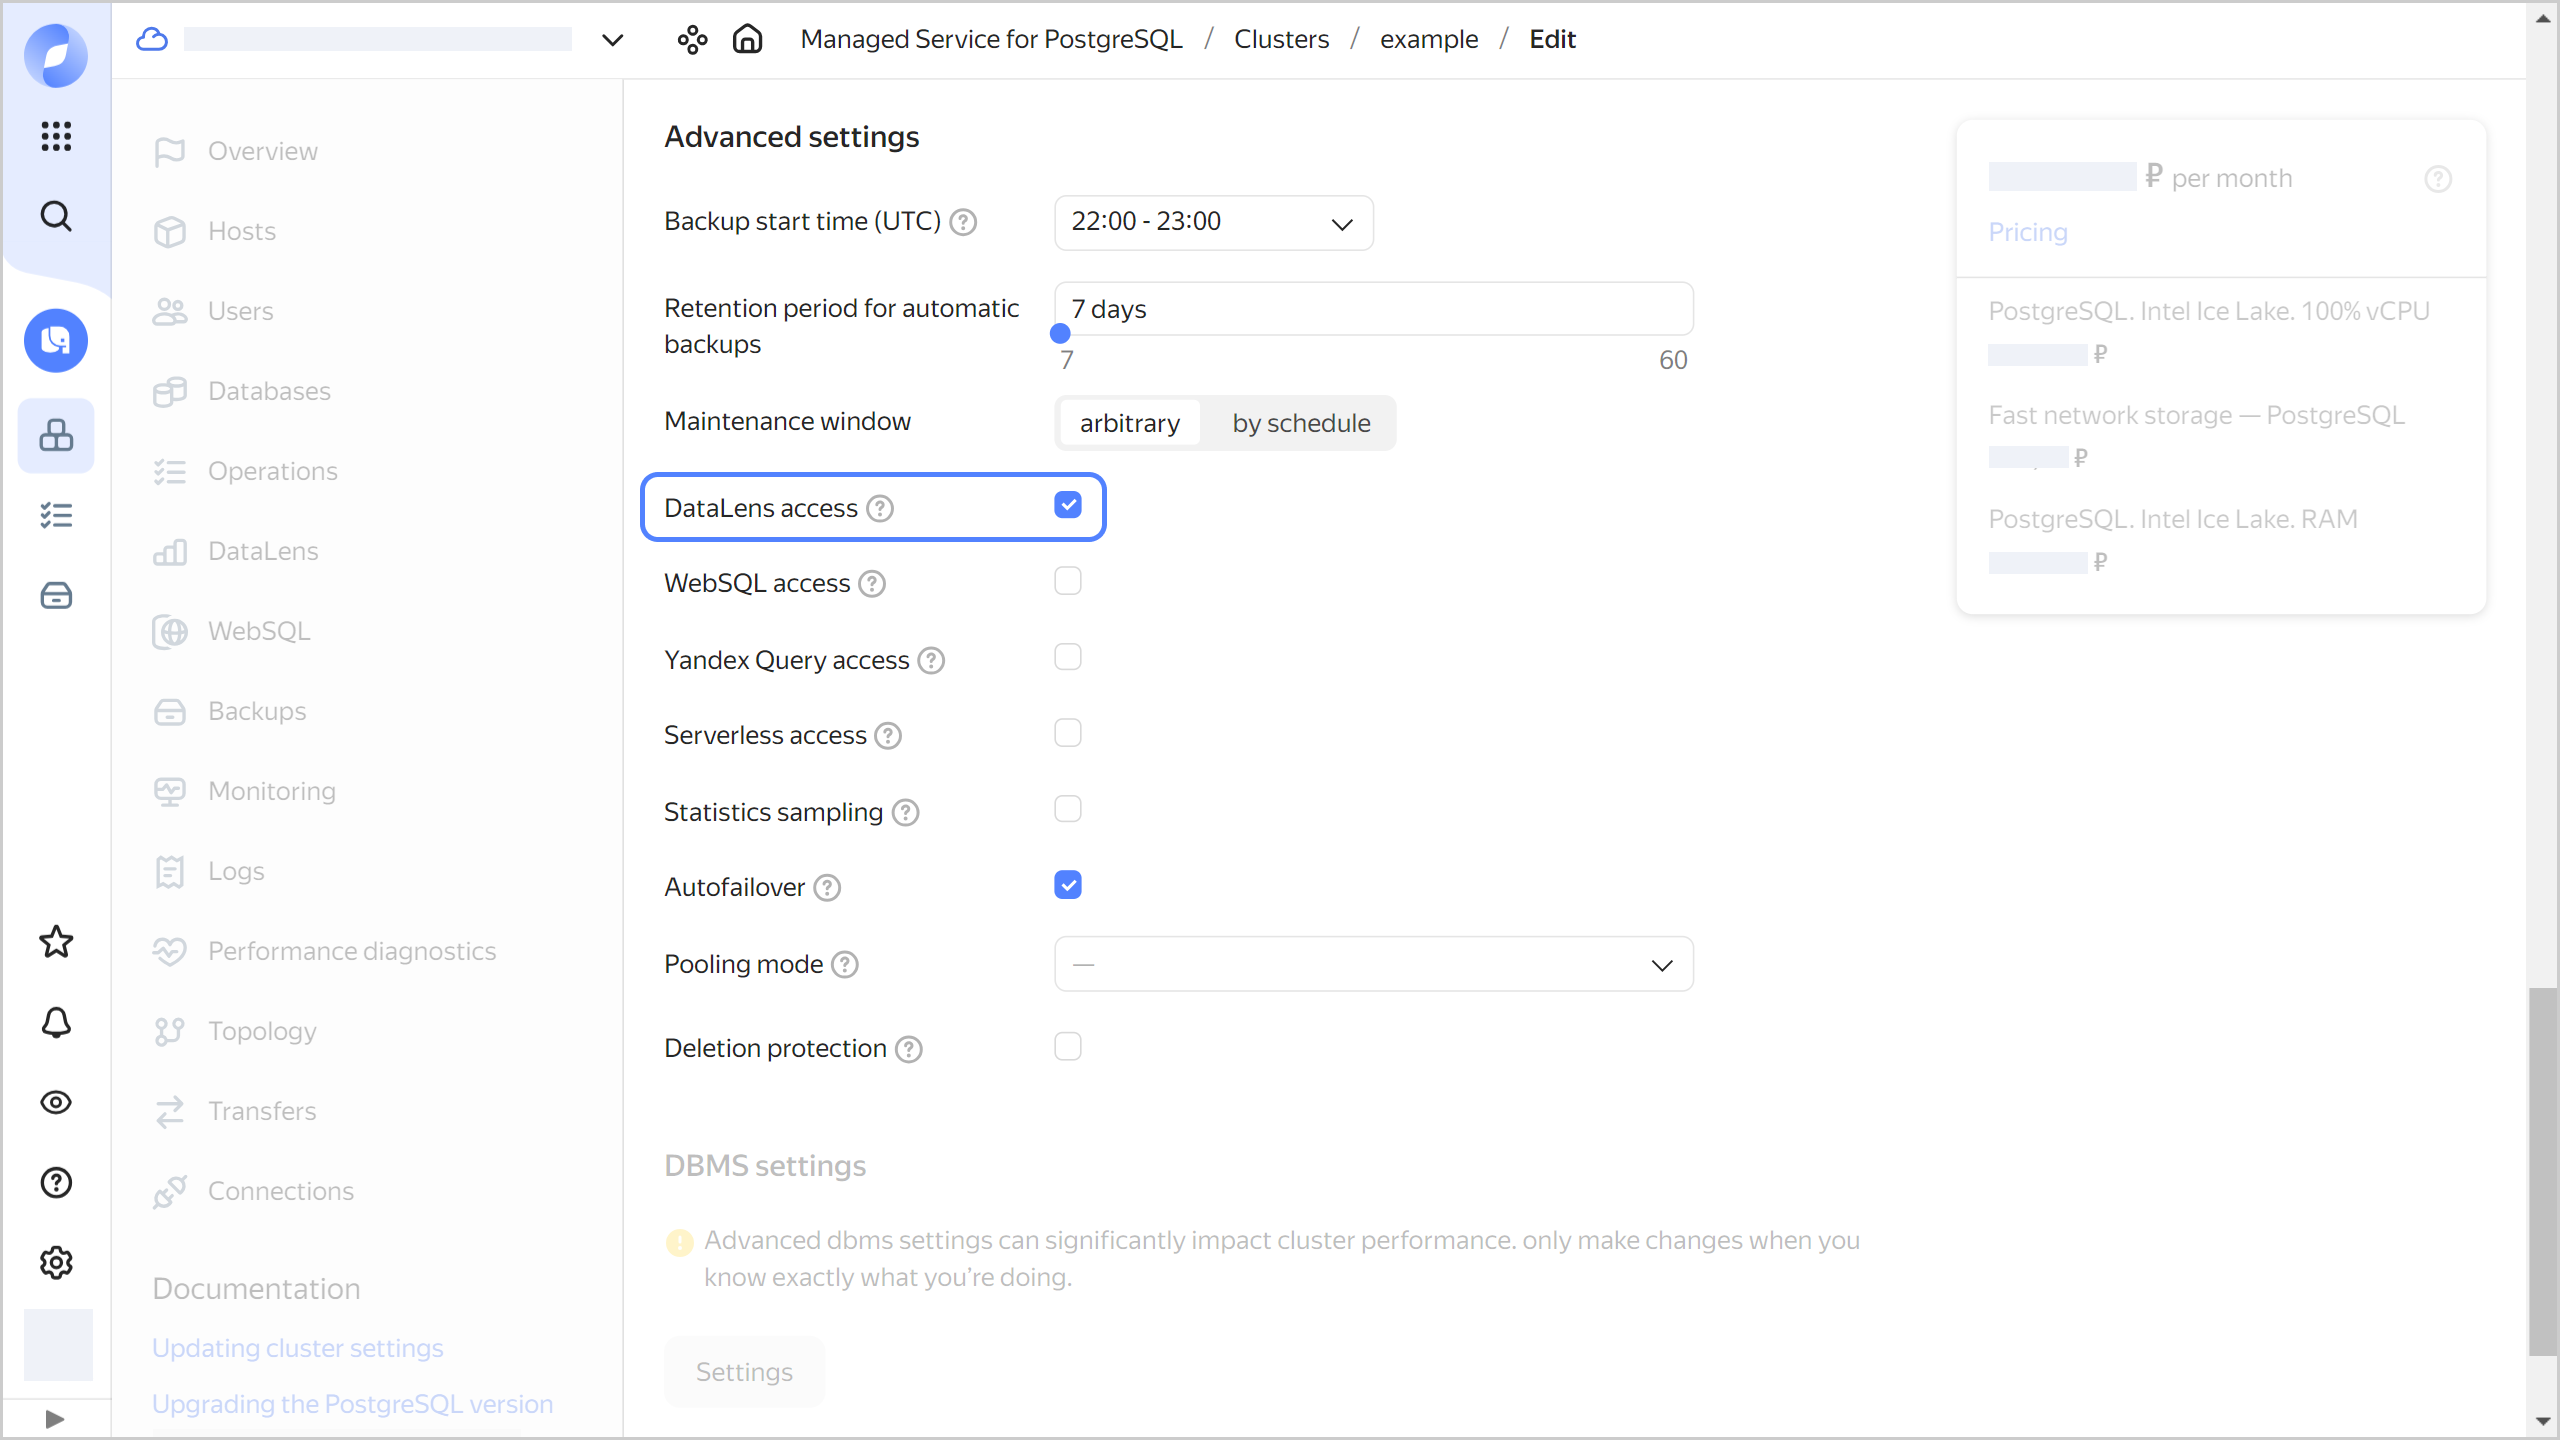 Managed Service for PostgreSQL / Clusters / example / Edit
Overview
Hosts
Users
Databases
Operations
DataLens
WebSQL
Backups
Monitoring
Logs
Performance diagnostics
Topology
Transfers
Connections
Documentation
Updating cluster settings
Upgrading the PostgreSQL version
Advanced settings
Backup start time (UTC)
22:00 - 23:00
Retention period for automatic
backups
7 days
7
60
Maintenance window
arbitrary
by schedule
DataLens access
WebSQL access
Yandex Query access
Serverless access
Statistics sampling
Autofailover
Pooling mode
—
Deletion protection
DBMS settings
Advanced dbms settings can significantly impact cluster performance. only make changes when you
know exactly what you’re doing.
Settings
₽ per month
Pricing
PostgreSQL. Intel Ice Lake. 100% vCPU
₽
Fast network storage — PostgreSQL
₽
PostgreSQL. Intel Ice Lake. RAM
₽